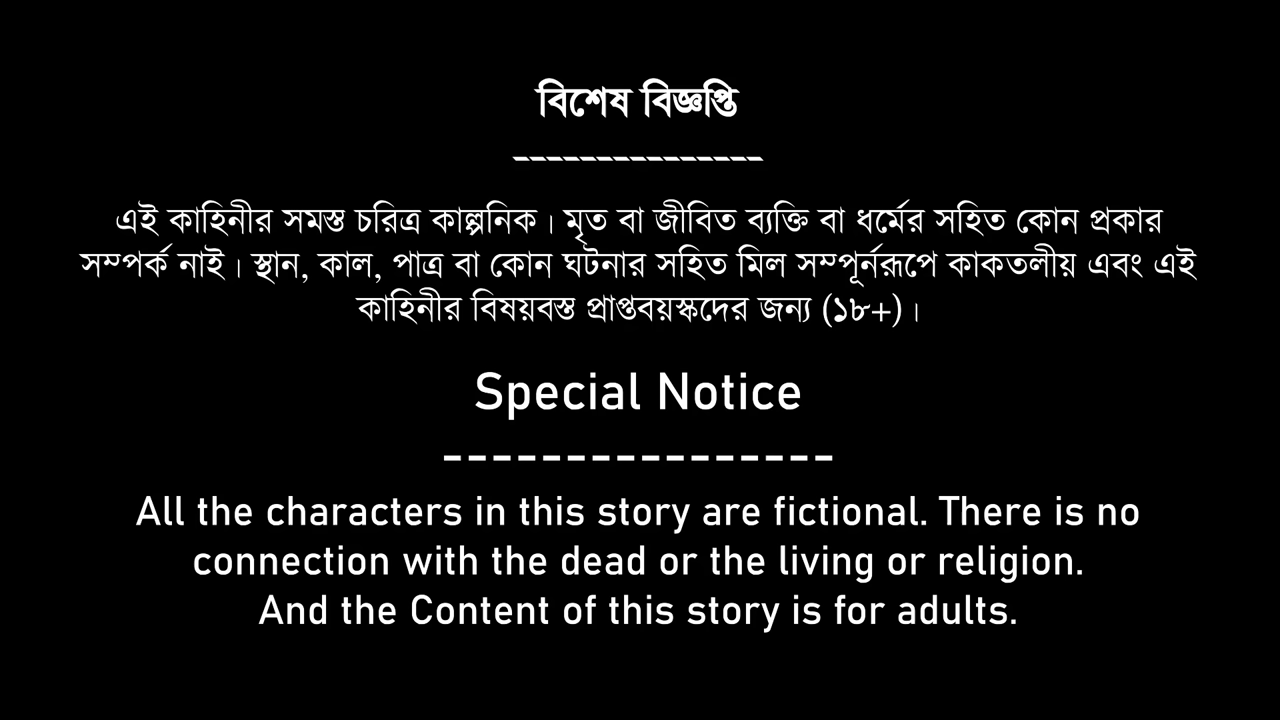 বিশেষ বিজ্ঞপ্তি
---------------
এই কাহিনীর সমস্ত চরিত্র কাল্পনিক। মৃত বা জীবিত ব্যক্তি বা ধর্মের সহিত কোন প্রকার
সম্পর্ক নাই। স্থান, কাল, পাত্র বা কোন ঘটনার সহিত মিল সম্পূর্নরূপে কাকতলীয় এবং এই
কাহিনীর বিষয়বস্ত প্রাপ্তবয়স্কদের জন্য (১৮+)।
Special Notice
----------------
All the characters in this story are fictional. There is no
connection with the dead or the living or religion.
And the Content of this story is for adults.